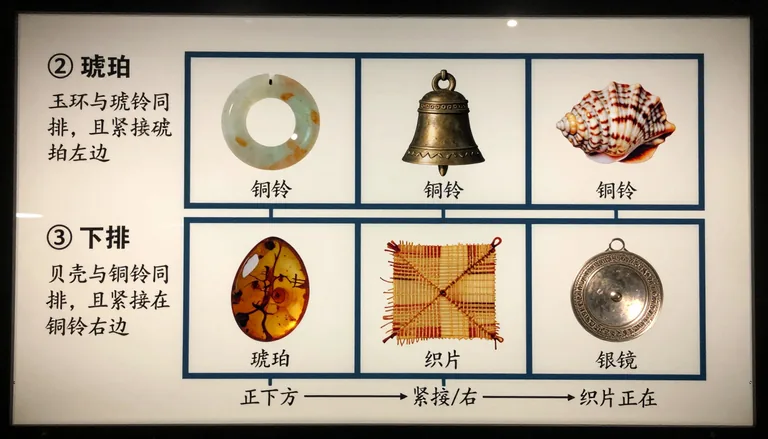 ② 琥珀
玉环与琥铃同
排，且紧接琥
珀左边
铜铃
铜铃
铜铃
③ 下排
贝壳与铜铃同
排，且紧接在
铜铃右边
琥珀
织片
银镜
正下方
紧接/右
织片正在